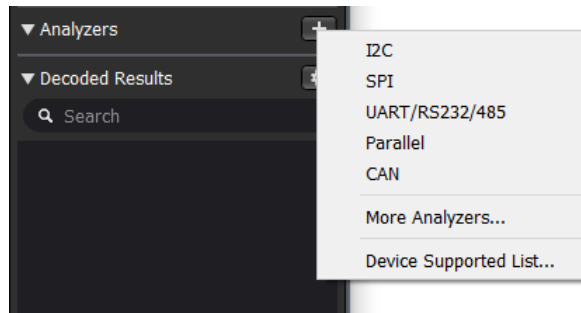 Analyzers
Decoded Results
Search
I2C
SPI
UART/RS232/485
Parallel
CAN
More Analyzers...
Device Supported List...